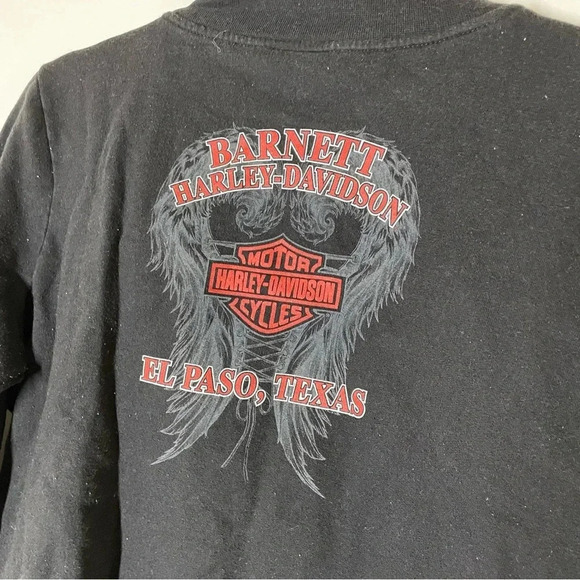 BARNETT
HARLEY-DAVIDSON
MOTOR
HARLEY-DAVIDSON
CYCLES
EL PASO, TEXAS